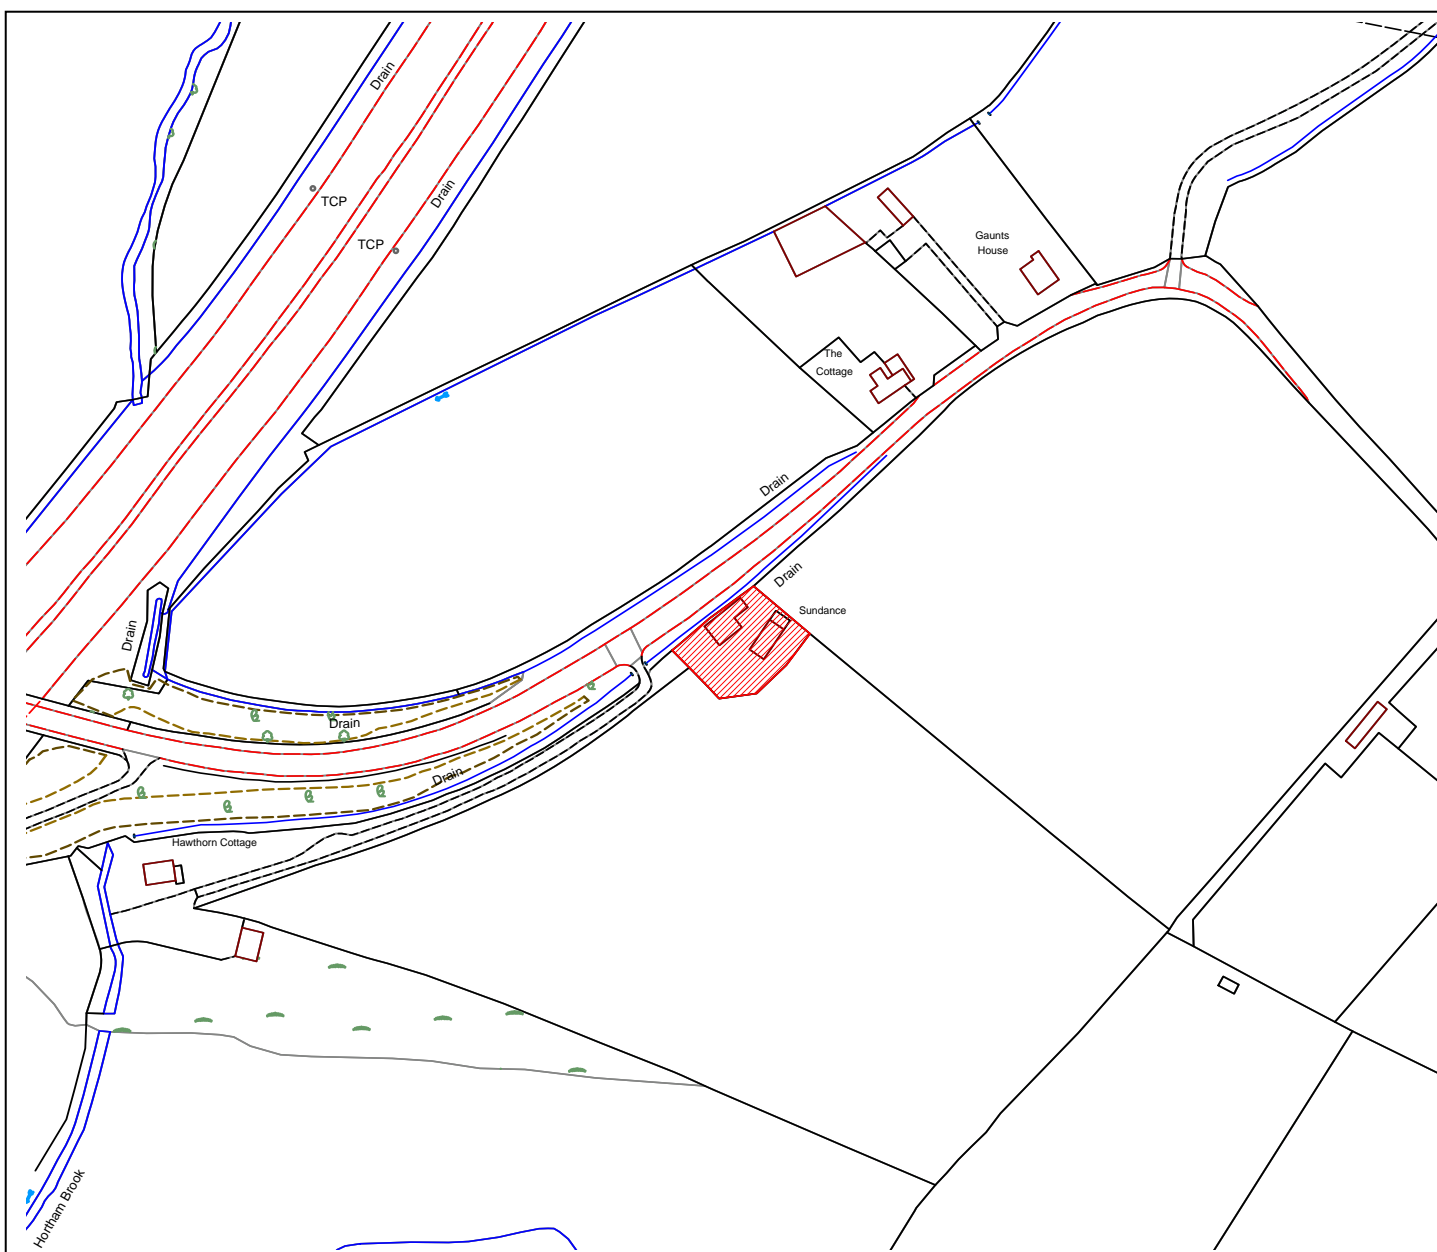 Drain
TCP
Drain
TCP
Gaunts
House
The
Cottage
Drain
Drain
Sundance
Drain
Drain
Drain
Hawthorn Cottage
Hortham Brook